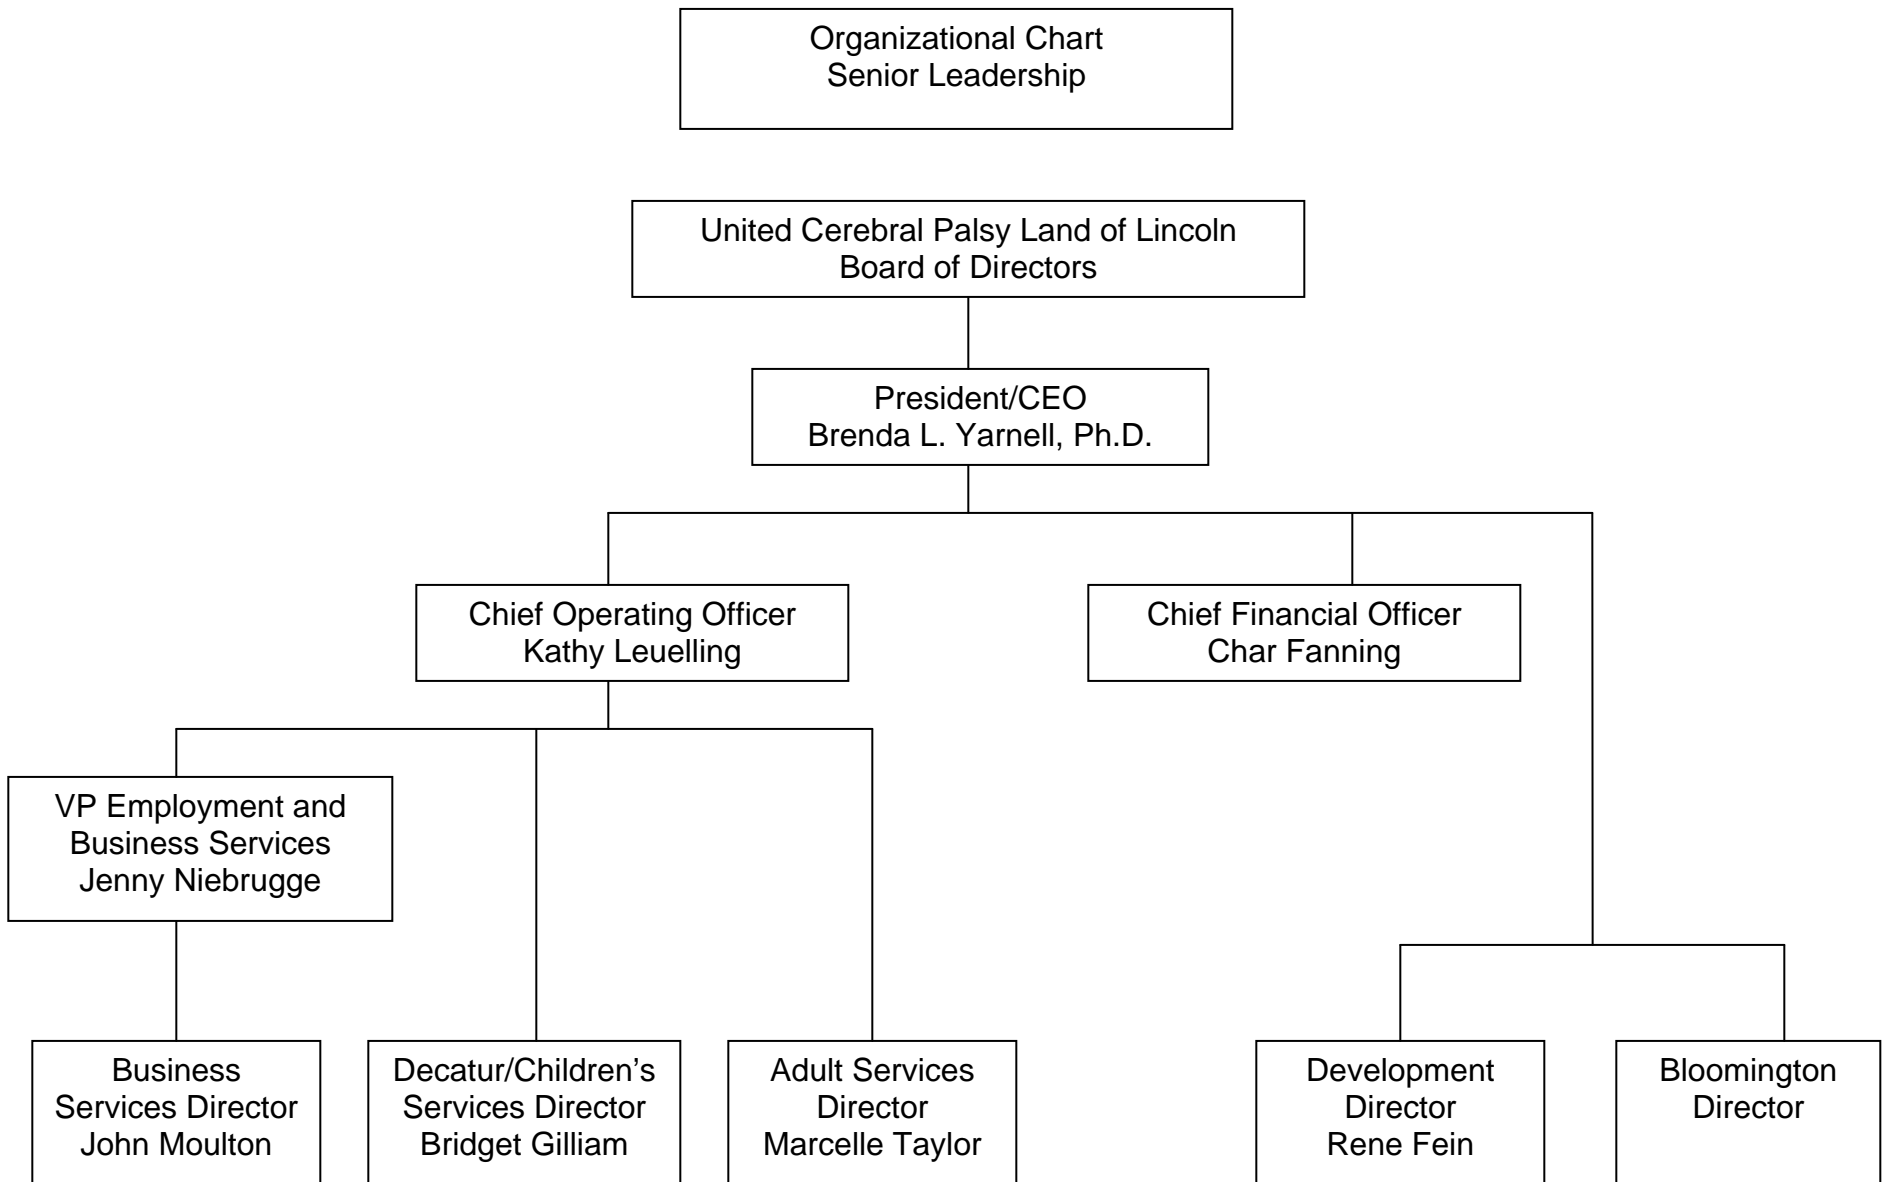 Organizational Chart
Senior Leadership
United Cerebral Palsy Land of Lincoln
Board of Directors
President/CEO
Brenda L. Yarnell, Ph.D.
Chief Operating Officer
Kathy Leuelling
Chief Financial Officer
Char Fanning
VP Employment and
Business Services
Jenny Niebrugge
Business
Services Director
John Moulton
Decatur/Children’s
Services Director
Bridget Gilliam
Adult Services
Director
Marcelle Taylor
Development
Director
Rene Fein
Bloomington
Director